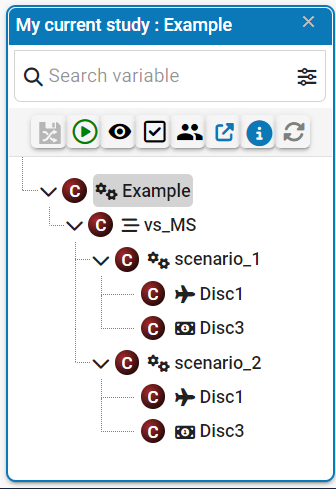 My current study : Example
Search variable
C Example
C vs_MS
C scenario_1
C Disc1
C Disc3
C scenario_2
C Disc1
C Disc3